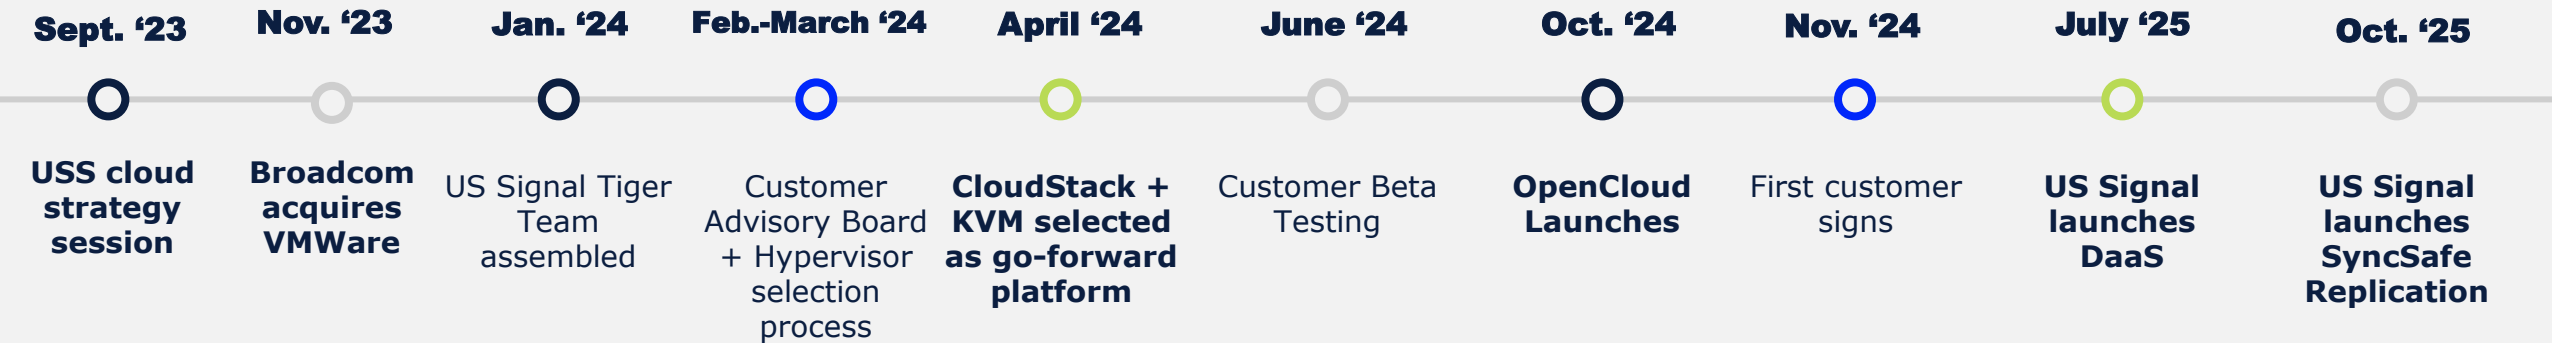 Sept. ‘23
USS cloud
strategy
session
Nov. ‘23
Broadcom
acquires
VMWare
Jan. ‘24
US Signal Tiger
Team
assembled
Feb.-March ‘24
Customer
Advisory Board
+ Hypervisor
selection
process
April ‘24
CloudStack +
KVM selected
as go-forward
platform
June ‘24
Customer Beta
Testing
Oct. ‘24
OpenCloud
Launches
Nov. ‘24
First customer
signs
July ‘25
US Signal
launches
DaaS
Oct. ‘25
US Signal
launches
SyncSafe
Replication